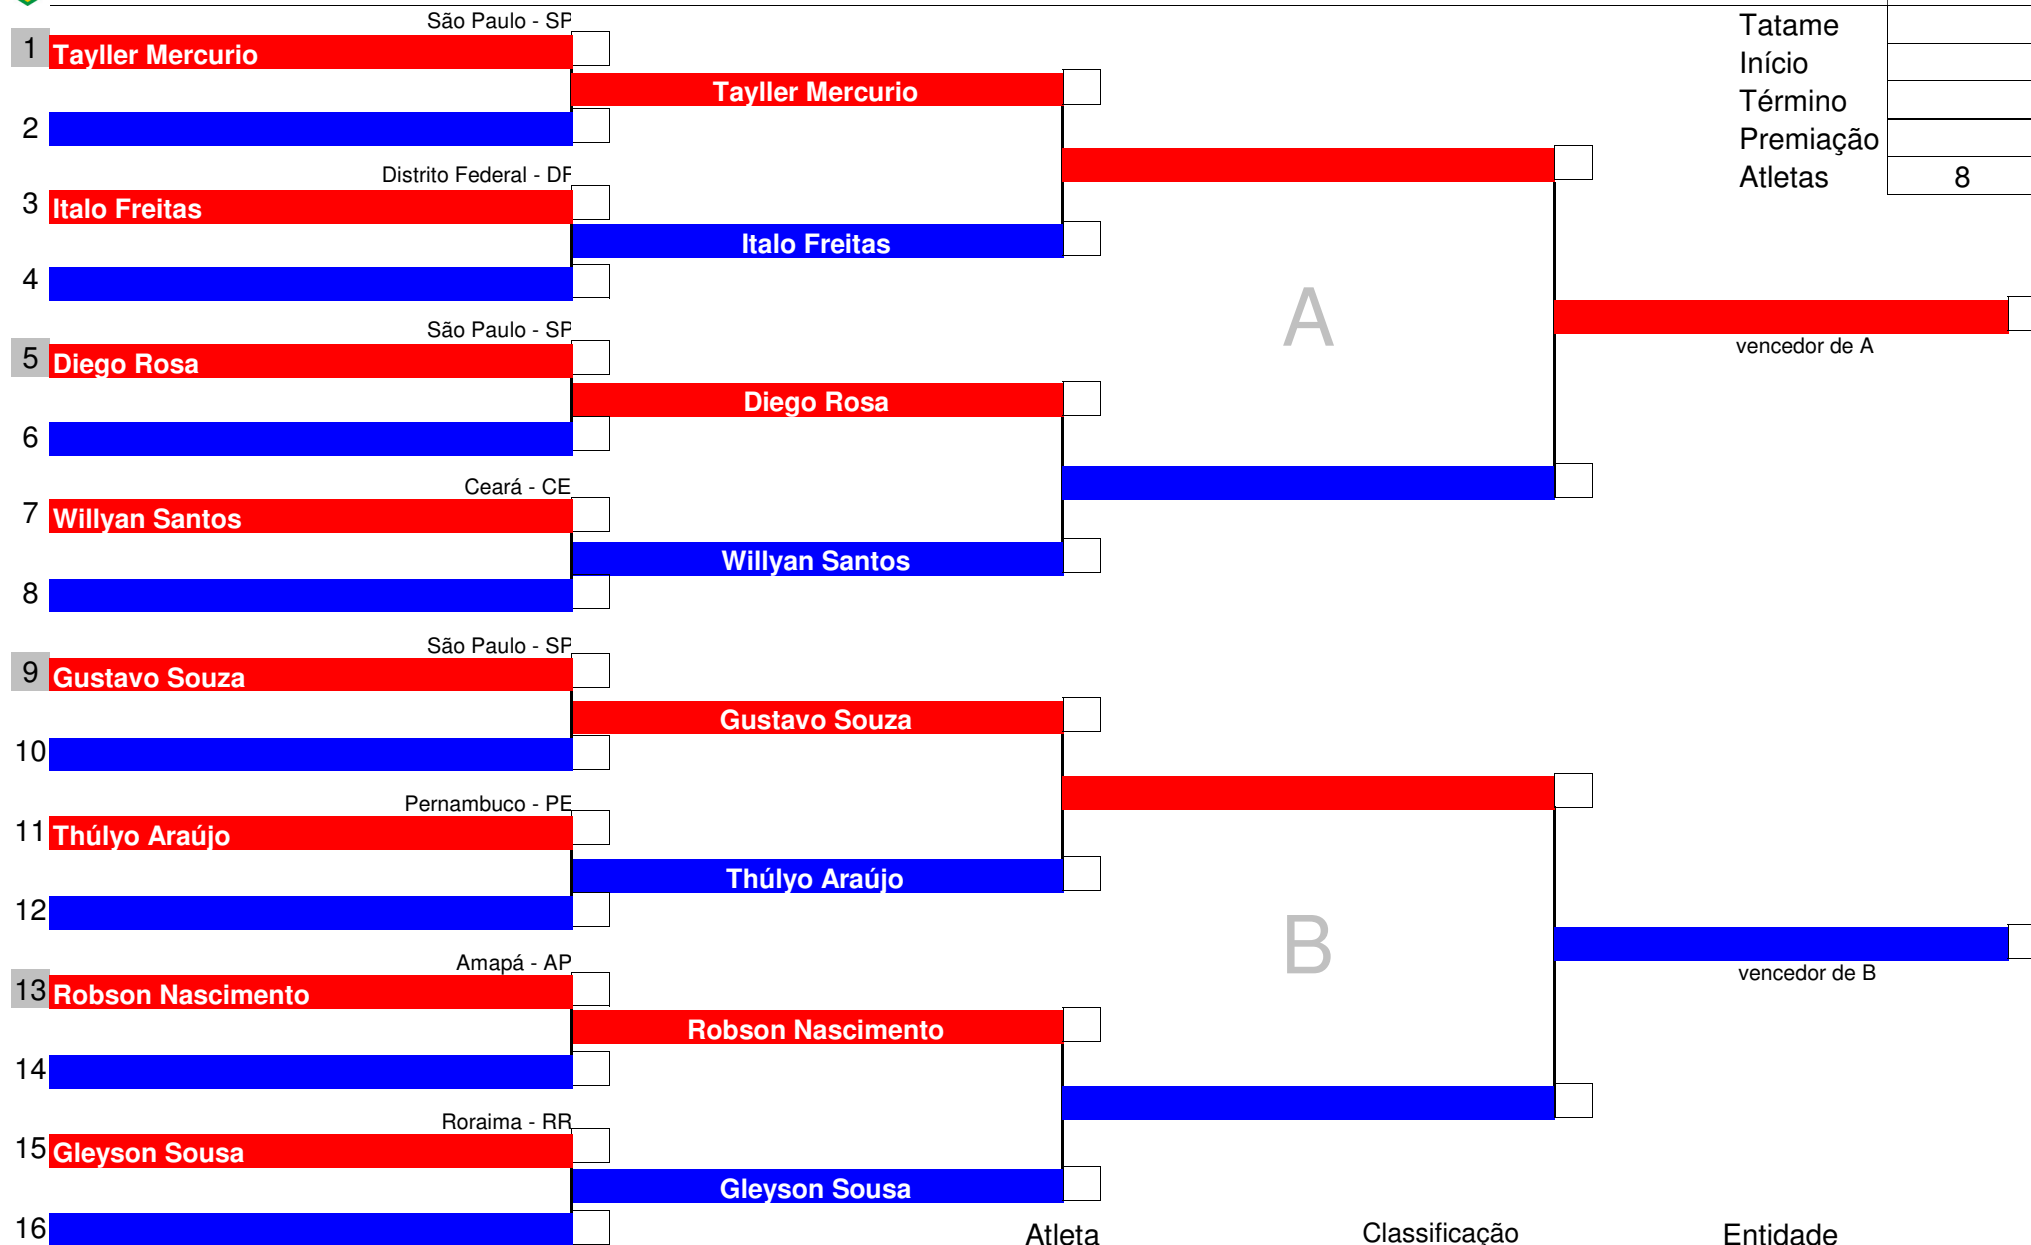 São Paulo - SP
Tatame
1 Tayller Mercurio
Início
Tayller Mercurio
Término
2
Premiação
Distrito Federal - DF
Atletas 8
3 Italo Freitas
Italo Freitas
4
A
São Paulo - SP
vencedor de A
5 Diego Rosa
Diego Rosa
6
Ceará - CE
7 Willyan Santos
Willyan Santos
8
São Paulo - SP
9 Gustavo Souza
Gustavo Souza
10
Pernambuco - PE
11 Thúlyo Araújo
Thúlyo Araújo
12
B
Amapá - AP
vencedor de B
13 Robson Nascimento
Robson Nascimento
14
Roraima - RR
15 Gleyson Sousa
Gleyson Sousa
16
Atleta Classificação Entidade